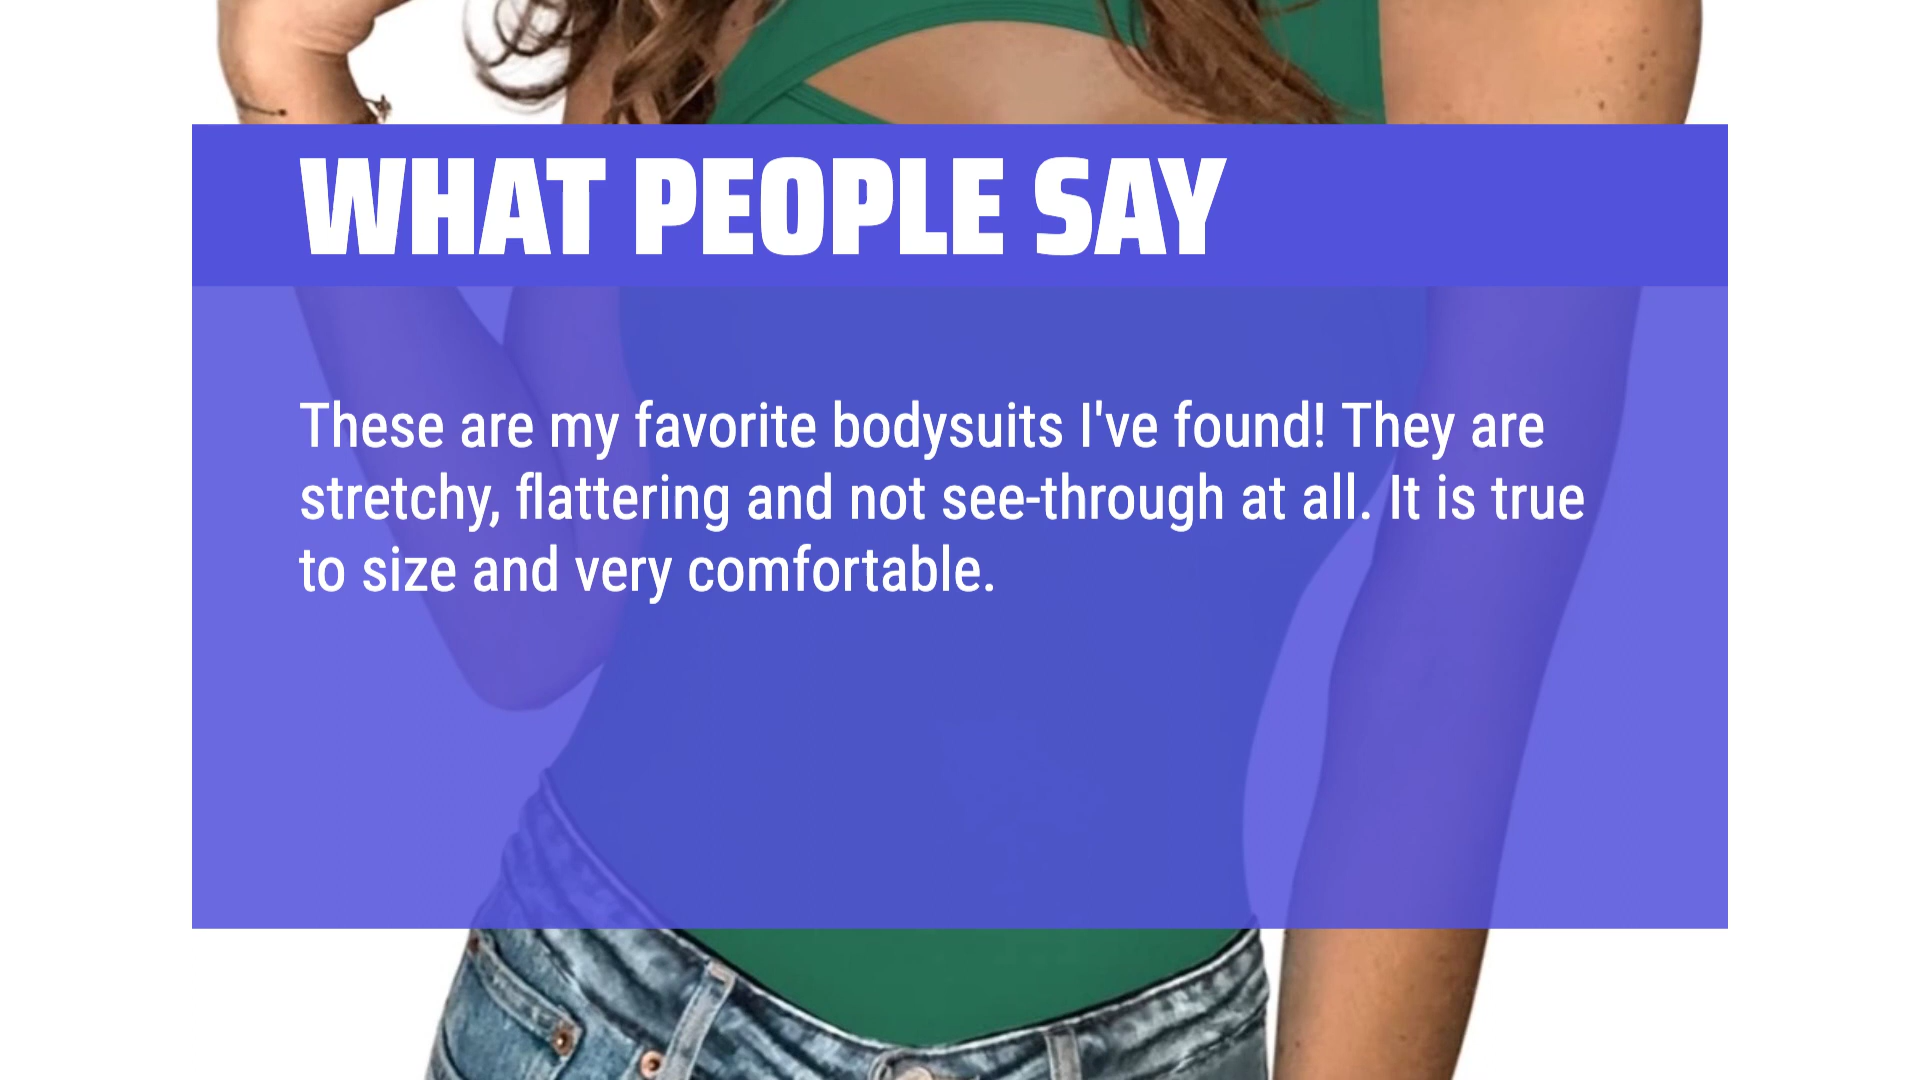 WHAT PEOPLE SAY
These are my favorite bodysuits I've found! They are
stretchy, flattering and not see-through at all. It is true
to size and very comfortable.